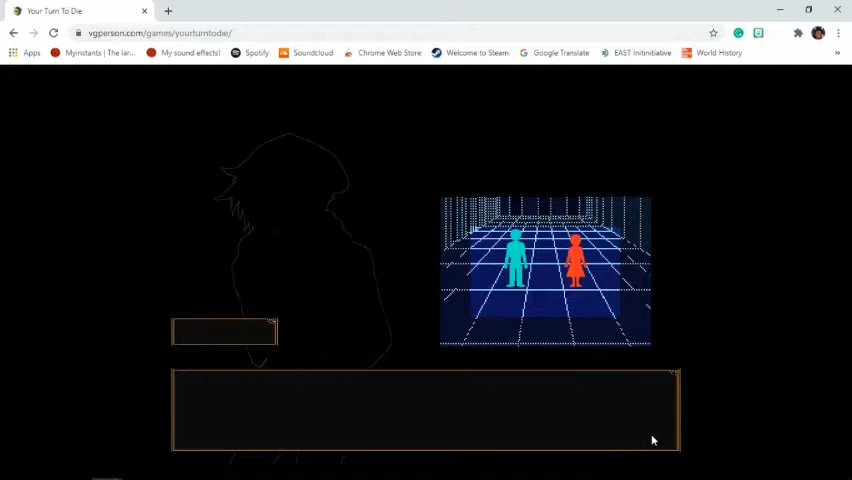 Your Turn To Die
vgperson.com/games/yourturntodie/
Apps
Myinstants | The lar...
My sound effects!
Spotify
Soundcloud
Chrome Web Store
Welcome to Steam
Google Translate
EAST Initinitiative
World History